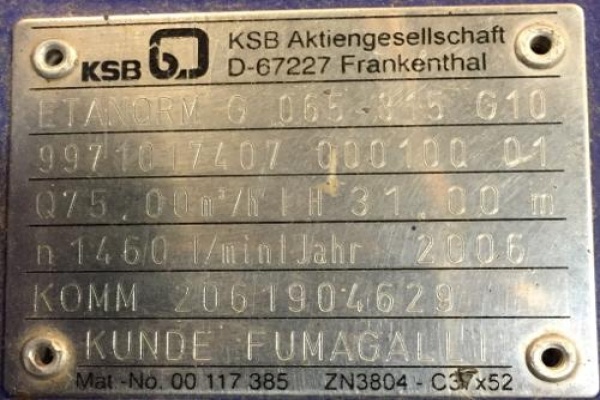 KSB KSB Aktiengesellschaft
D-67227 Frankenthal
ETANORM G 065-315 G10
9971017407 000100 01
Q75,00m³/h H 31,00 m
n 1460 1/min Jahr 2006
KOMM 2061904629
KUNDE FUMAGALLI
Mat.-No. 00 117 385 ZN3804 - C37x52